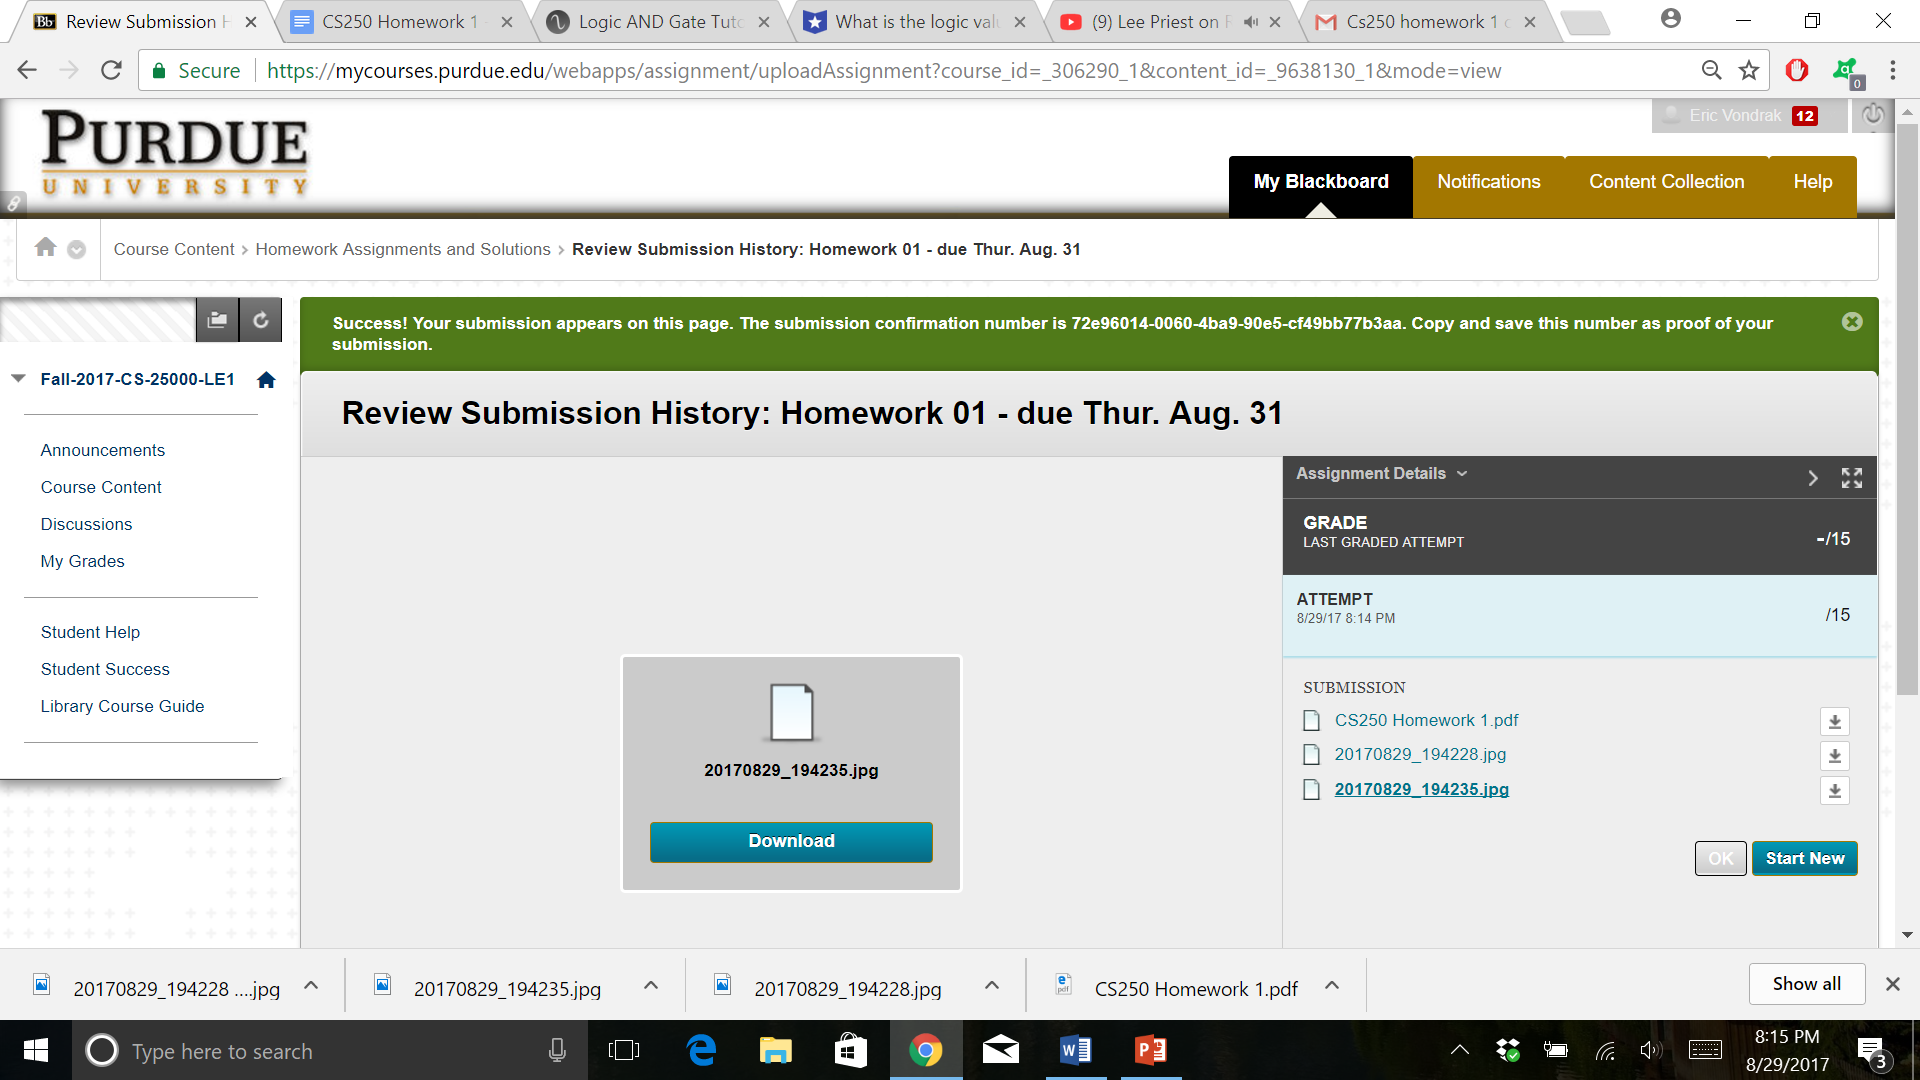 Review Submission H
CS250 Homework 1 -
Logic AND Gate Tuto
What is the logic valu
(9) Lee Priest on R
Cs250 homework 1 c
Secure
https://mycourses.purdue.edu/webapps/assignment/uploadAssignment?course_id=_306290_1&content_id=_9638130_1&mode=view
0
PURDUE
UNIVERSITY
Eric Vondrak 12
My Blackboard
Notifications
Content Collection
Help
Course Content > Homework Assignments and Solutions > Review Submission History: Homework 01 - due Thur. Aug. 31
Success! Your submission appears on this page. The submission confirmation number is 72e96014-0060-4ba9-90e5-cf49bb77b3aa. Copy and save this number as proof of your
submission.
Fall-2017-CS-25000-LE1
Announcements
Course Content
Discussions
My Grades
Student Help
Student Success
Library Course Guide
Review Submission History: Homework 01 - due Thur. Aug. 31
20170829_194235.jpg
Download
Assignment Details
GRADE
LAST GRADED ATTEMPT
-/15
ATTEMPT
8/29/17 8:14 PM
/15
SUBMISSION
CS250 Homework 1.pdf
20170829_194228.jpg
20170829_194235.jpg
OK
Start New
20170829_194228 ....jpg
20170829_194235.jpg
20170829_194228.jpg
CS250 Homework 1.pdf
Show all
Type here to search
8:15 PM
8/29/2017
3